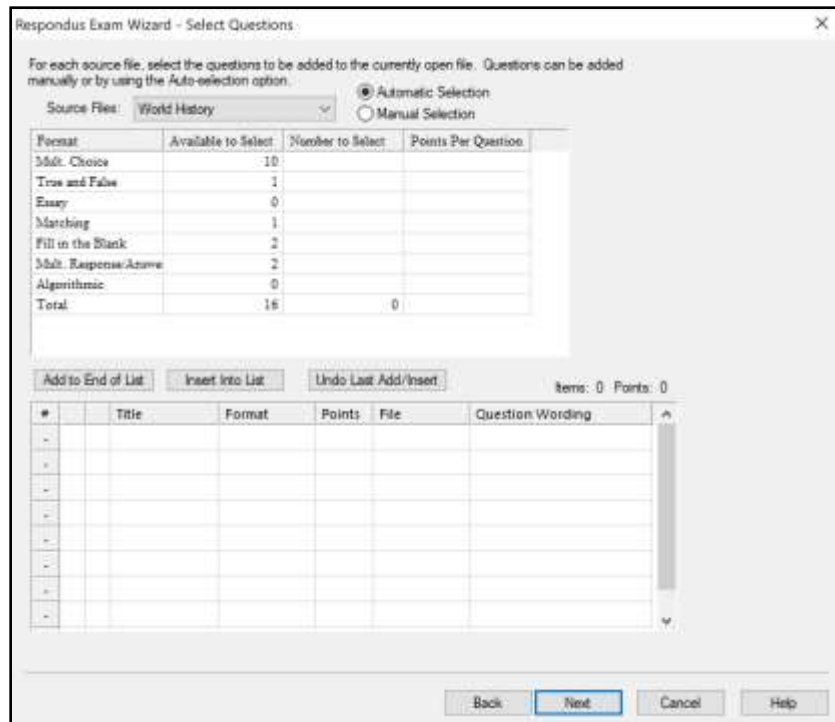 Respondus Exam Wizard - Select Questions
For each source file, select the questions to be added to the currently open file. Questions can be added
manually or by using the Auto-selection option.
Automatic Selection
Source Files: World History
Manual Selection
Format Available to Select Number to Select Points Per Question
Mult. Choice 10
True and False 1
Essay 0
Matching 1
Fill in the Blank 2
Mult. Response/Answe 2
Algorithmic 0
Total 16 0
Add to End of List Insert Into List Undo Last Add/Insert Items: 0 Points: 0
# Title Format Points File Question Wording
-
-
-
-
-
-
-
-
Back Next Cancel Help